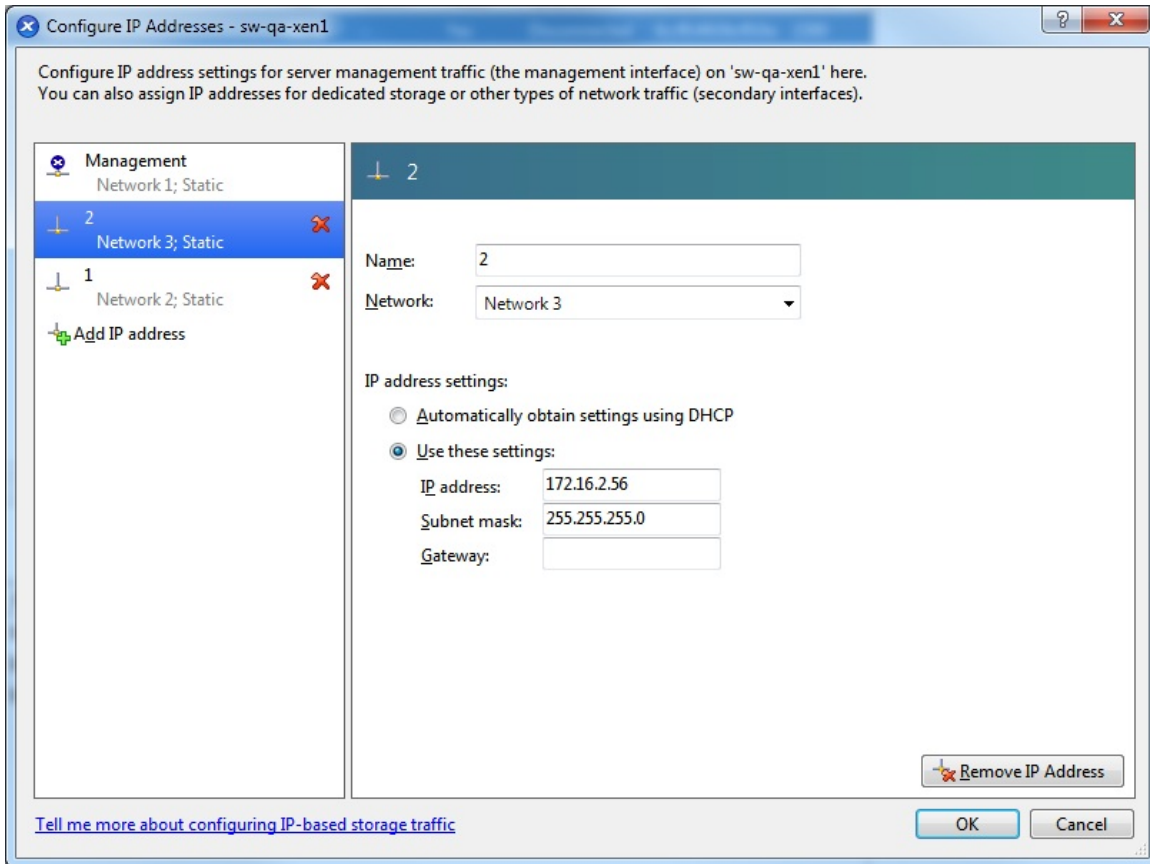 Configure IP Addresses - sw-qa-xen1
Configure IP address settings for server management traffic (the management interface) on 'sw-qa-xen1' here.
You can also assign IP addresses for dedicated storage or other types of network traffic (secondary interfaces).
Management
Network 1; Static
2
Network 3; Static
1
Network 2; Static
Add IP address
2
Name: 2
Network: Network 3
IP address settings:
Automatically obtain settings using DHCP
Use these settings:
IP address: 172.16.2.56
Subnet mask: 255.255.255.0
Gateway:
Remove IP Address
Tell me more about configuring IP-based storage traffic
OK Cancel